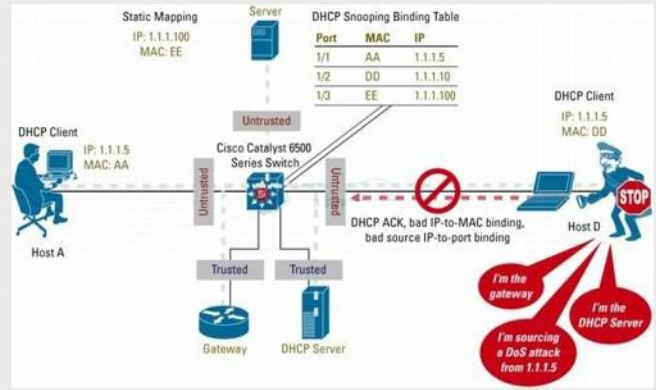 Static Mapping
IP: 1.1.1.100
MAC: EE
Server
DHCP Snooping Binding Table
Port MAC IP
1/1 AA 1.1.1.5
1/2 DD 1.1.1.10
1/3 EE 1.1.1.100
DHCP Client
IP: 1.1.1.5
MAC: AA
Untrusted
Cisco Catalyst 6500
Series Switch
Untrusted
Untrusted
DHCP Client
IP: 1.1.1.5
MAC: DD
STOP
Host A
DHCP ACK, bad IP-to-MAC binding,
bad source IP-to-port binding
Host D
Trusted
Trusted
Gateway
DHCP Server
I'm the
gateway
I'm sourcing
a DoS attack
from 1.1.1.5
I'm the
DHCP Server